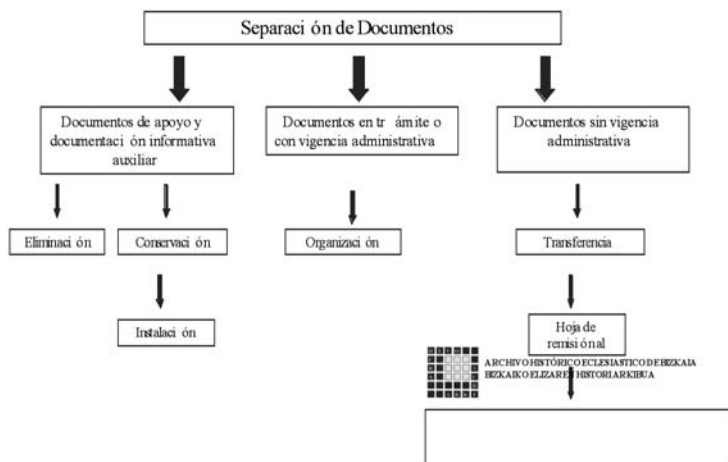 Separaci ón de Documentos
Documentos de apoyo y
documentaci ón informativa
auxiliar
Documentos en tr ámite o
con vigencia administrativa
Documentos sin vigencia
administrativa
Eliminaci ón
Conservaci ón
Organizaci ón
Transferencia
Instalaci ón
Hoja de
remisi ón al
ARCHIVO HISTÓRICO ECLESIASTICO DE BIZKAIA
BIZKAIKO ELIZAREN HISTORI ARKIBUA